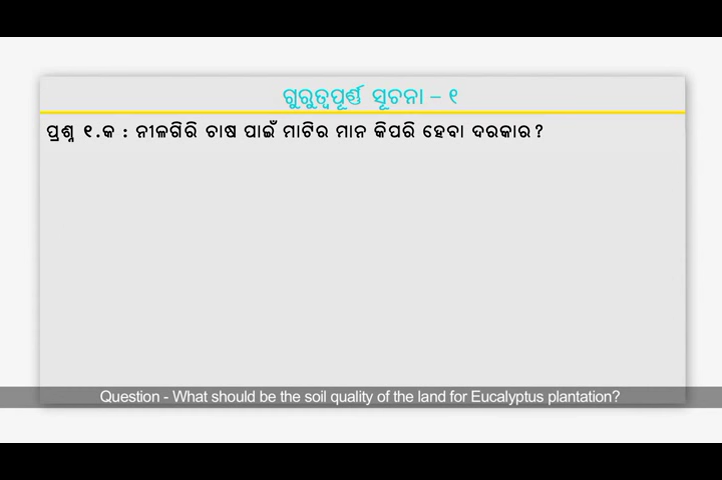 ଗୁରୁତ୍ୱପୂର୍ଣ୍ଣ ସୂଚନା – ୧
ପ୍ରଶ୍ନ ୧.କ : ନୀଳଗିରି ଚାଷ ପାଇଁ ମାଟିର ମାନ କିପରି ହେବା ଦରକାର?
Question - What should be the soil quality of the land for Eucalyptus plantation?